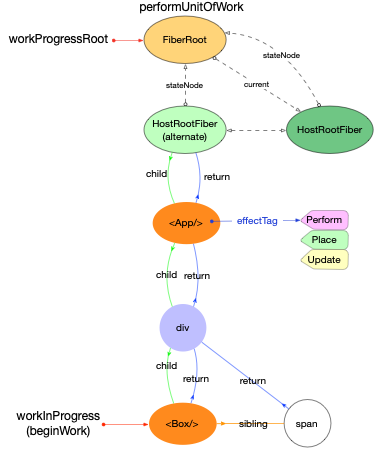 performUnitOfWork
workProgressRoot
FiberRoot
stateNode
stateNode
current
HostRootFiber
(alternate)
HostRootFiber
child
return
<App/>
effectTag
Perform
Place
Update
child
return
div
child
return
return
workInProgress
(beginWork)
<Box/>
sibling
span